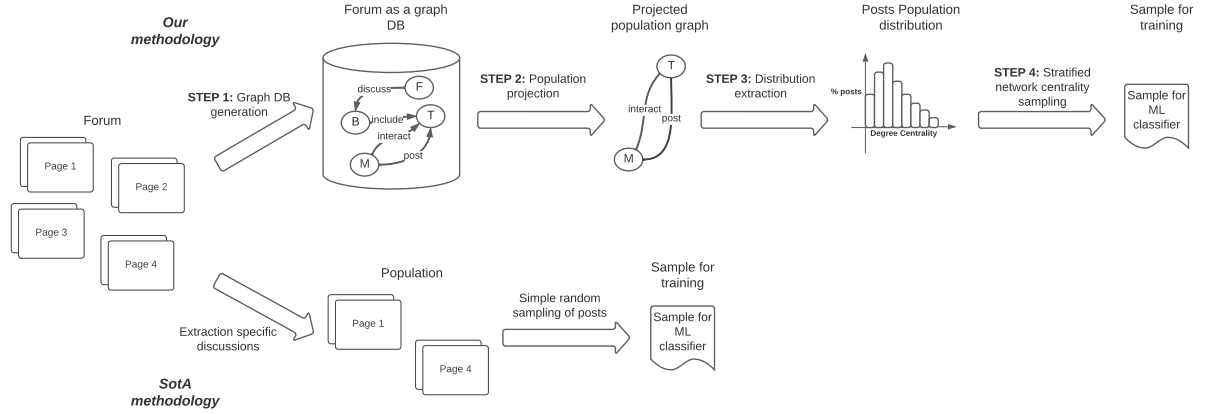 Our
methodology
Forum as a graph
DB
Projected
population graph
Posts Population
distribution
Sample for
training
STEP 1: Graph DB
generation
discuss
F
B
include
T
interact
post
M
STEP 2: Population
projection
T
interact
post
M
STEP 3: Distribution
extraction
% posts
Degree Centrality
STEP 4: Stratified
network centrality
sampling
Sample for
ML
classifier
Forum
Page 1
Page 2
Page 3
Page 4
Extraction specific
discussions
Population
Page 1
Page 4
Simple random
sampling of posts
Sample for
training
Sample for
ML
classifier
SotA
methodology